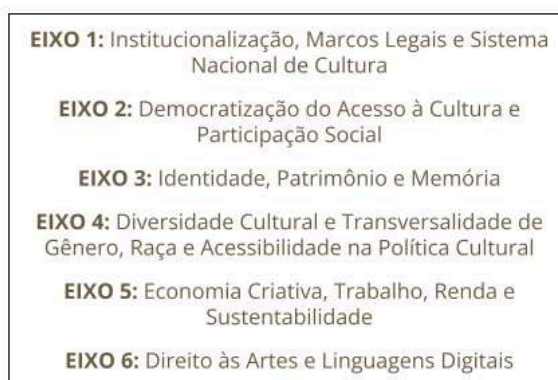 EIXO 1: Institucionalização, Marcos Legais e Sistema
Nacional de Cultura
EIXO 2: Democratização do Acesso à Cultura e
Participação Social
EIXO 3: Identidade, Patrimônio e Memória
EIXO 4: Diversidade Cultural e Transversalidade de
Gênero, Raça e Acessibilidade na Política Cultural
EIXO 5: Economia Criativa, Trabalho, Renda e
Sustentabilidade
EIXO 6: Direito às Artes e Linguagens Digitais